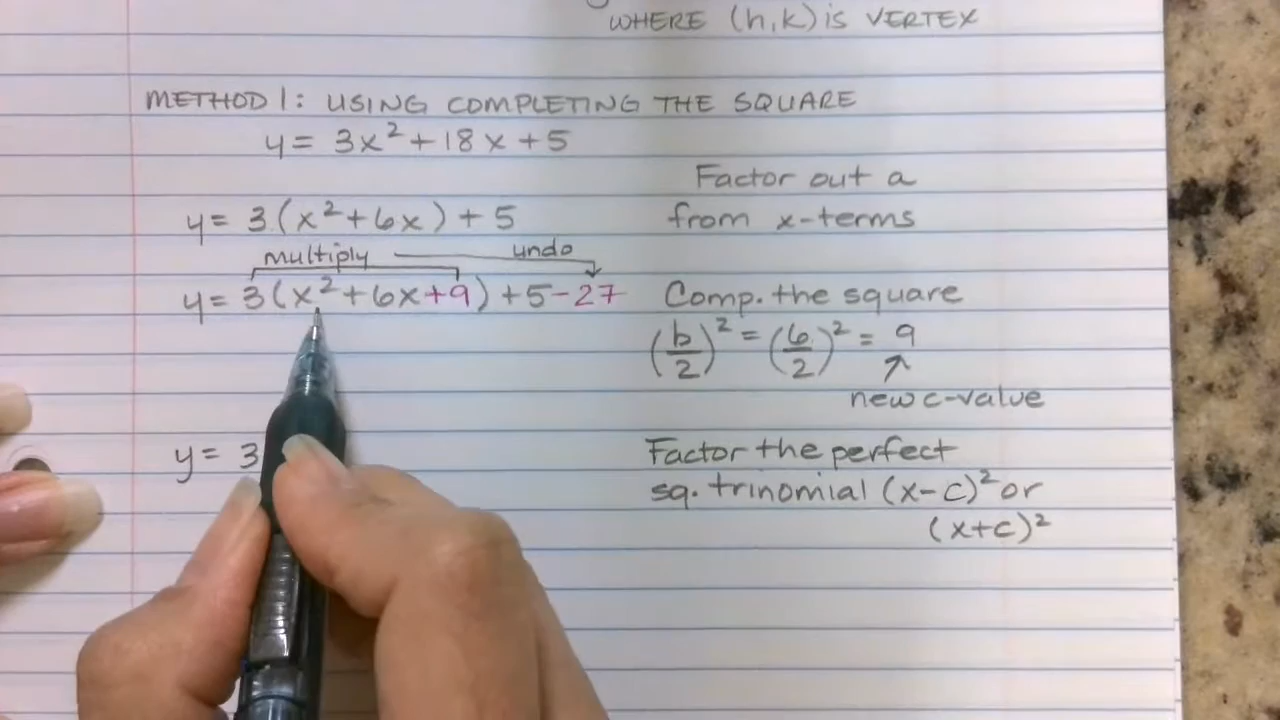 WHERE (h,k) is VERTEX
METHOD 1: USING COMPLETING THE SQUARE
y = 3x² + 18x + 5
Factor out a
y = 3(x² + 6x) + 5 from x-terms
multiply undo
y = 3(x² + 6x + 9) + 5 - 27 Comp. the square
(b/2)² = (6/2)² = 9
new c-value
y = 3 Factor the perfect
sq. trinomial (x-c)² or
(x+c)²